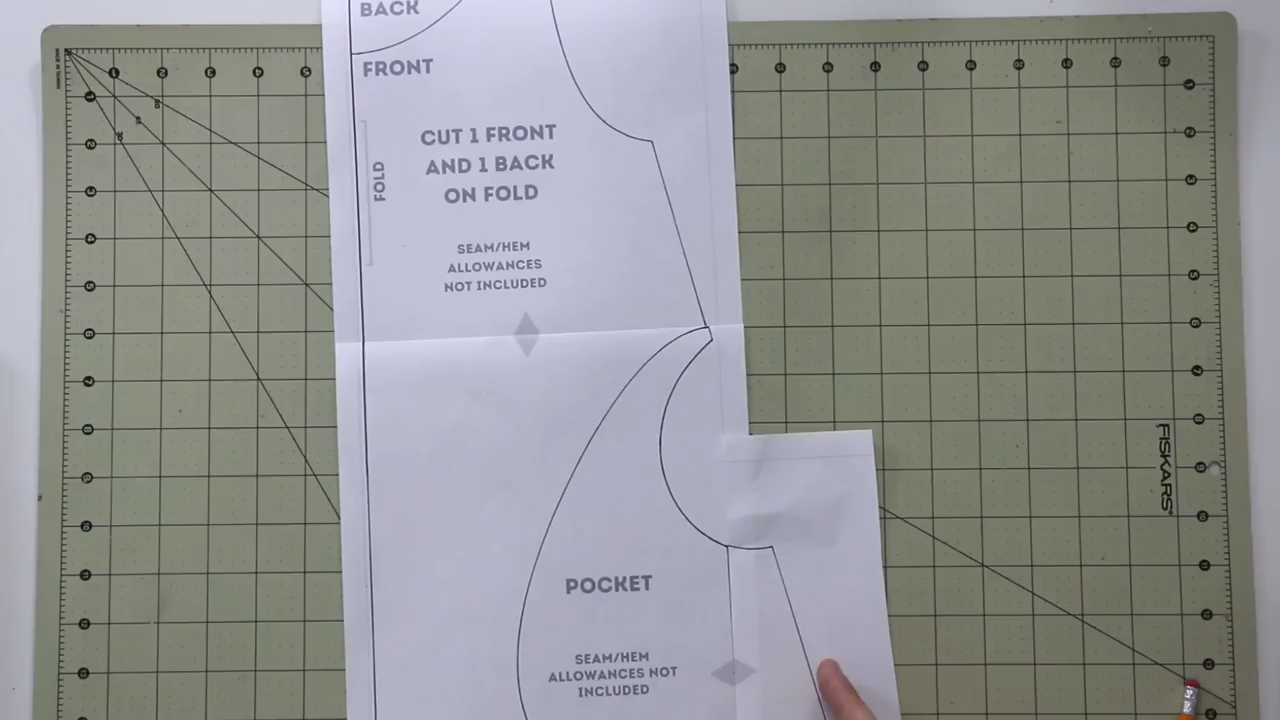 BACK
FRONT
CUT 1 FRONT
AND 1 BACK
ON FOLD
FOLD
SEAM/HEM
ALLOWANCES
NOT INCLUDED
POCKET
SEAM/HEM
ALLOWANCES NOT
INCLUDED
FISKARS